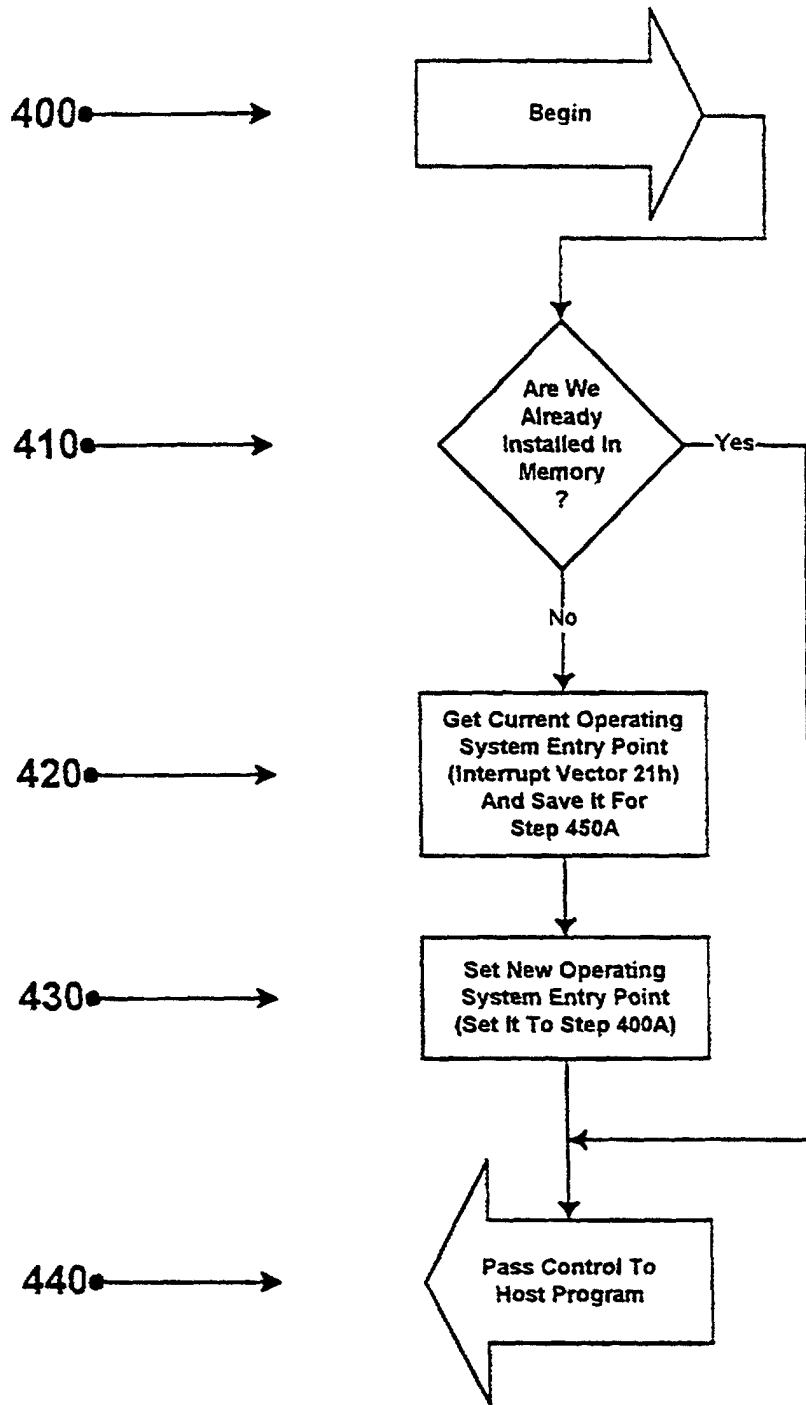 400
Begin
410
Are We
Already
Installed In
Memory
?
Yes
No
420
Get Current Operating
System Entry Point
(Interrupt Vector 21h)
And Save It For
Step 450A
430
Set New Operating
System Entry Point
(Set It To Step 400A)
440
Pass Control To
Host Program